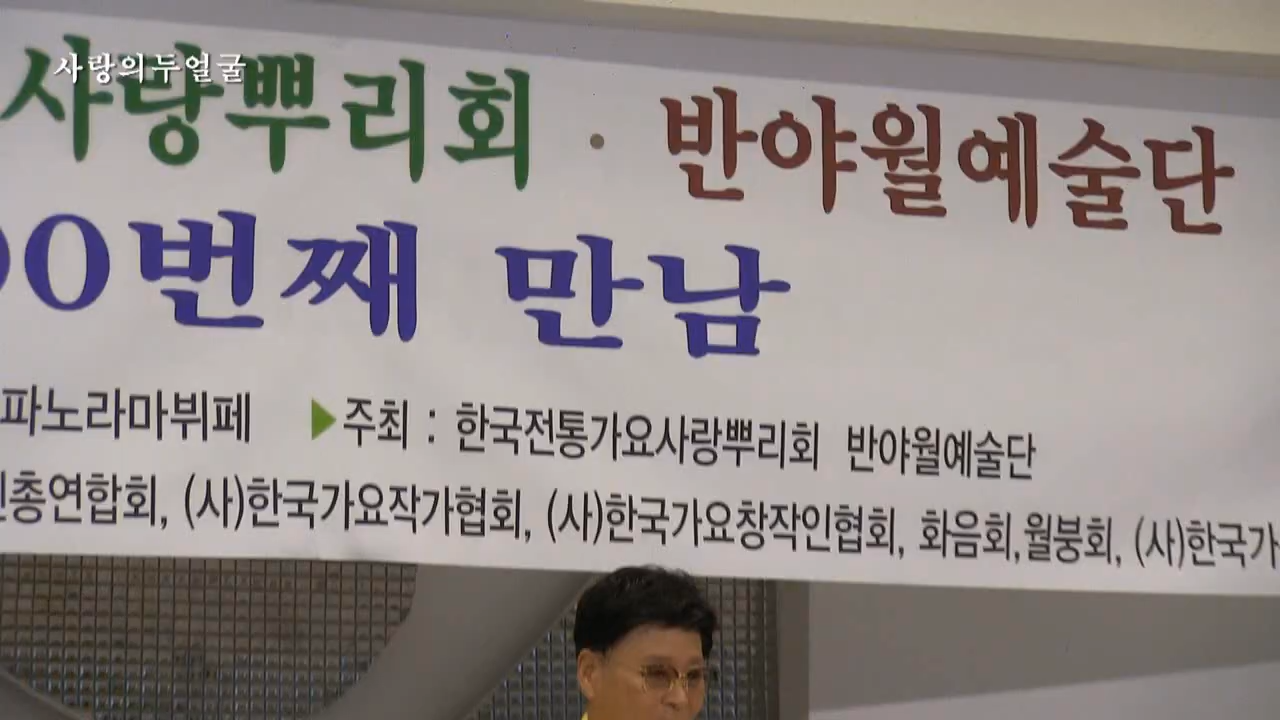 사랑의두얼굴
사랑뿌리회 · 반야월예술단
00번째 만남
파노라마뷔페 ▶주최 : 한국전통가요사랑뿌리회 반야월예술단
총연합회, (사)한국가요작가협회, (사)한국가요창작인협회, 화음회,월붕회, (사)한국가